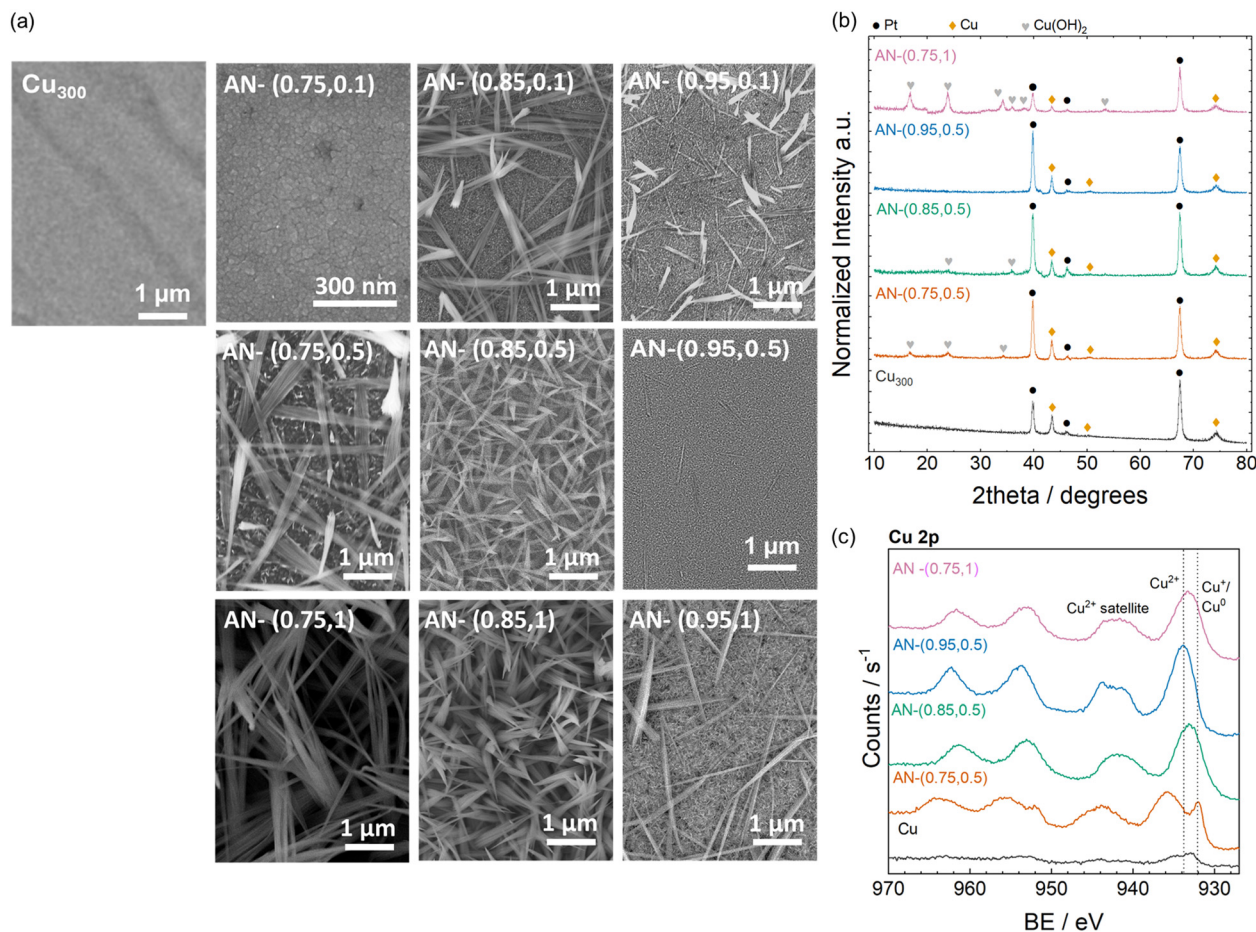 (a)
Cu₃₀₀
1 µm
AN- (0.75,0.1)
300 nm
AN- (0.85,0.1)
1 µm
AN- (0.95,0.1)
1 µm
AN- (0.75,0.5)
1 µm
AN- (0.85,0.5)
1 µm
AN-(0.95,0.5)
1 µm
AN- (0.75,1)
1 µm
AN- (0.85,1)
1 µm
AN- (0.95,1)
1 µm
(b)
Pt Cu Cu(OH)₂
AN-(0.75,1)
AN-(0.95,0.5)
AN-(0.85,0.5)
AN-(0.75,0.5)
Cu₃₀₀
Normalized Intensity a.u.
10 20 30 40 50 60 70 80
2theta / degrees
(c)
Cu 2p
AN -(0.75,1)
Cu²⁺
Cu⁺/
Cu⁰
Cu²⁺ satellite
AN-(0.95,0.5)
AN-(0.85,0.5)
AN-(0.75,0.5)
Cu
Counts / s⁻¹
970 960 950 940 930
BE / eV